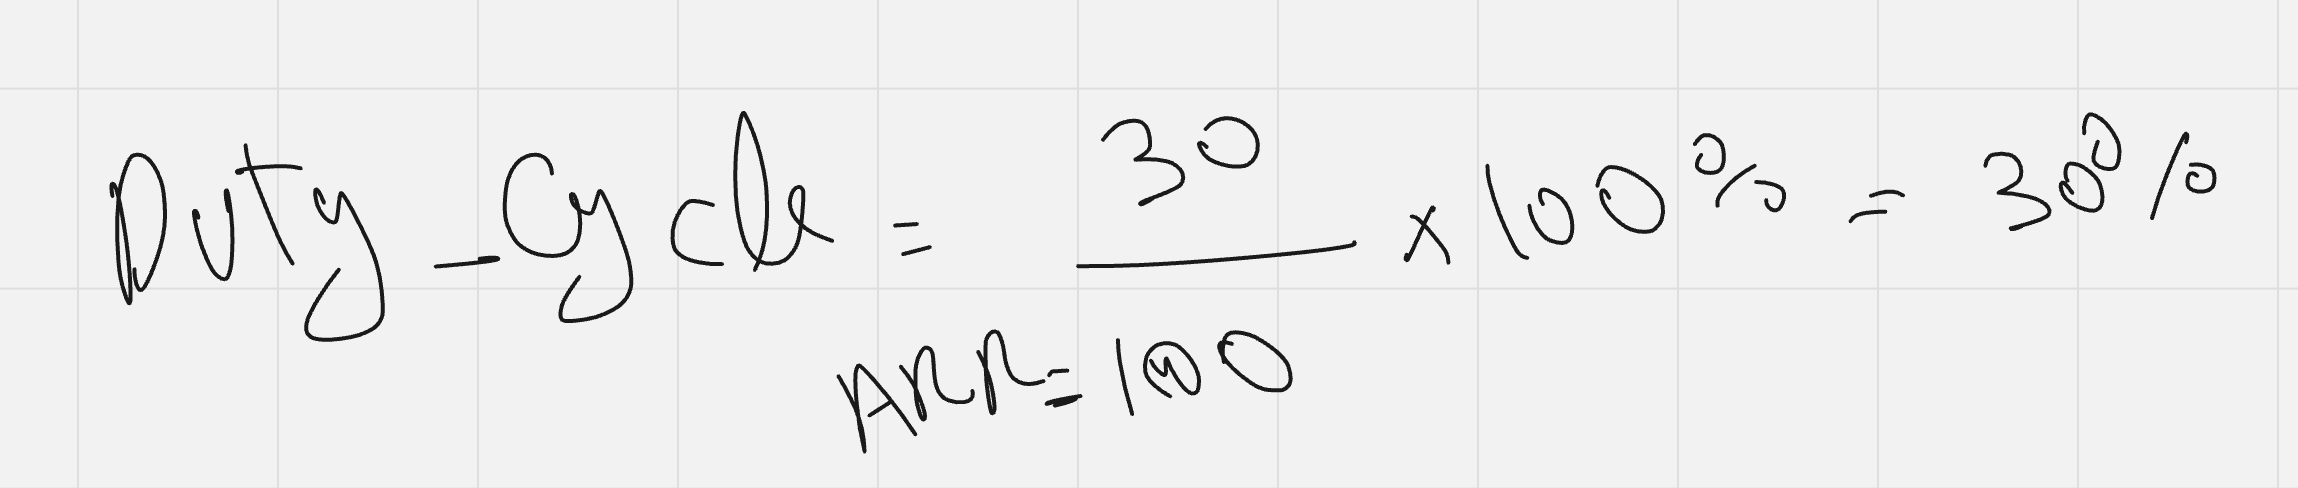 Duty_Cycle = 30 / ARR=100 x 100% = 30%